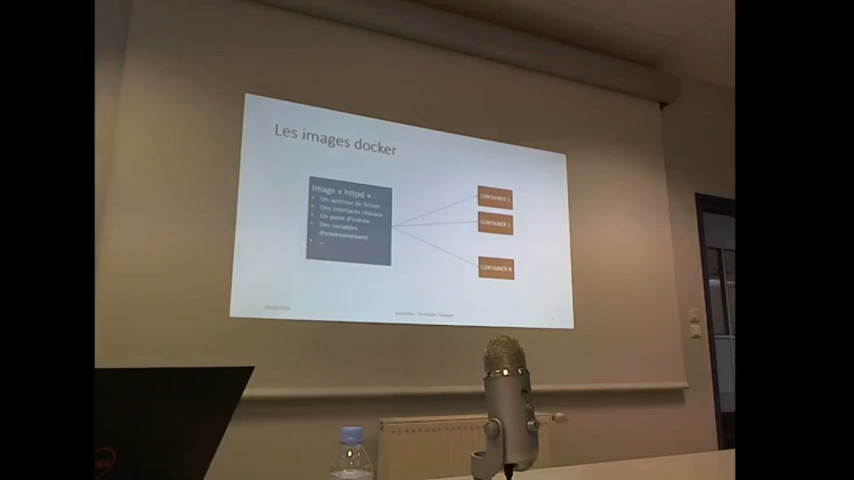 Les images docker
Image « httpd » :
• Un système de fichier
• Des interfaces réseaux
• Un point d'entrée
• Des variables
d'environnement
• ...
CONTAINER 1
CONTAINER 2
CONTAINER N